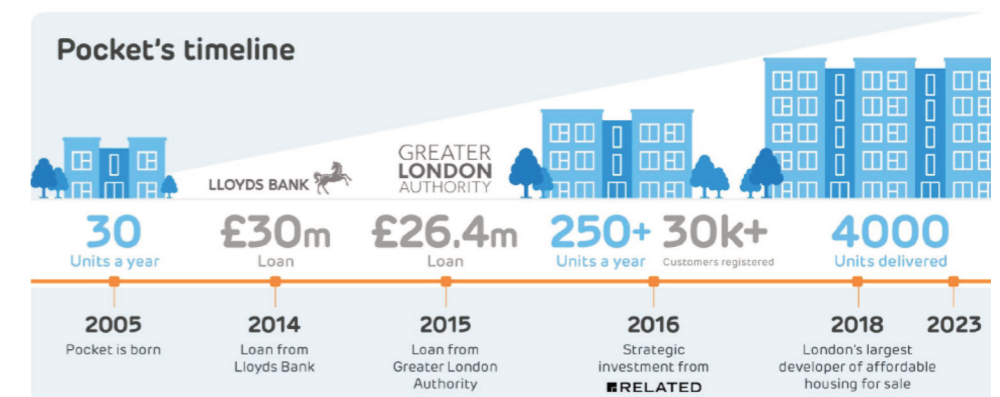 Pocket's timeline
LLOYDS BANK
GREATER
LONDON
AUTHORITY
30
Units a year
£30m
Loan
£26.4m
Loan
250+
Units a year
30k+
Customers registered
4000
Units delivered
2005
Pocket is born
2014
Loan from
Lloyds Bank
2015
Loan from
Greater London
Authority
2016
Strategic
investment from
RELATED
2018
London's largest
developer of affordable
housing for sale
2023